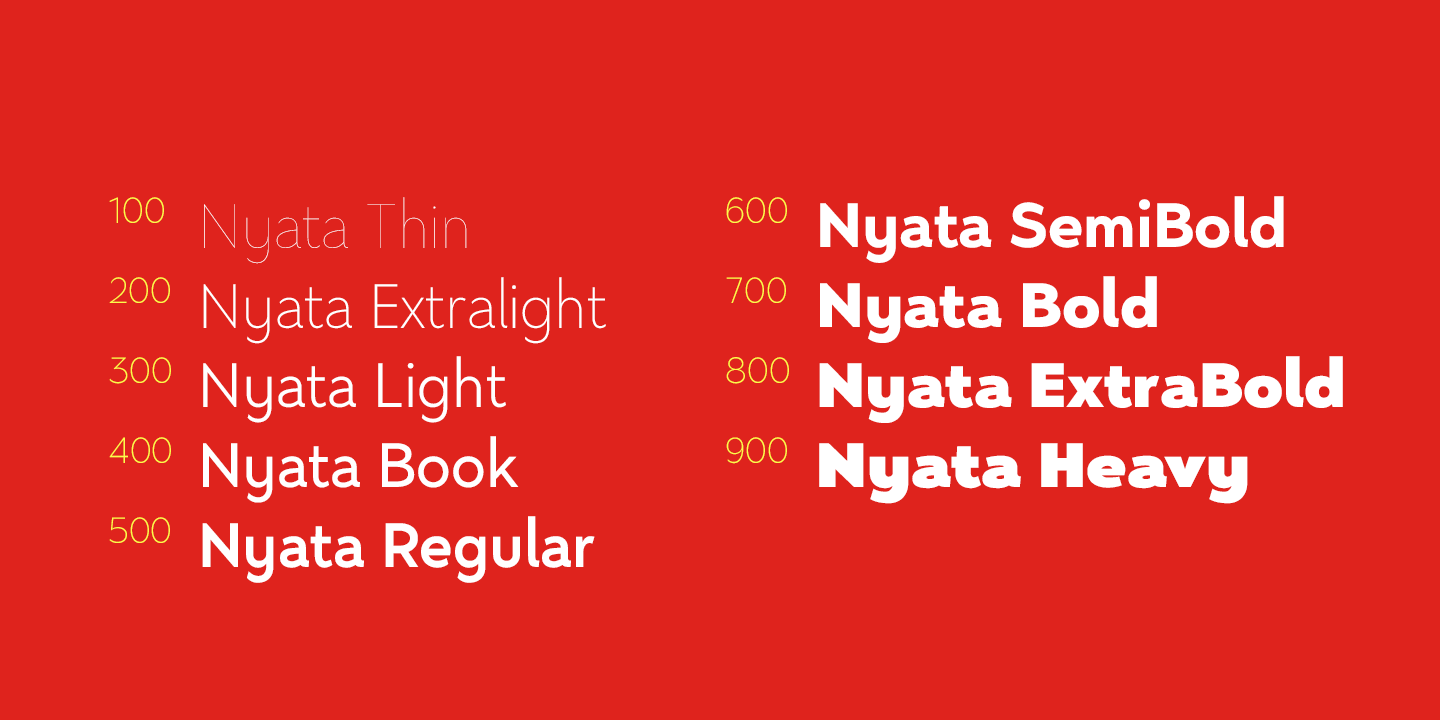 100 Nyata Thin
200 Nyata Extralight
300 Nyata Light
400 Nyata Book
500 Nyata Regular
600 Nyata SemiBold
700 Nyata Bold
800 Nyata ExtraBold
900 Nyata Heavy